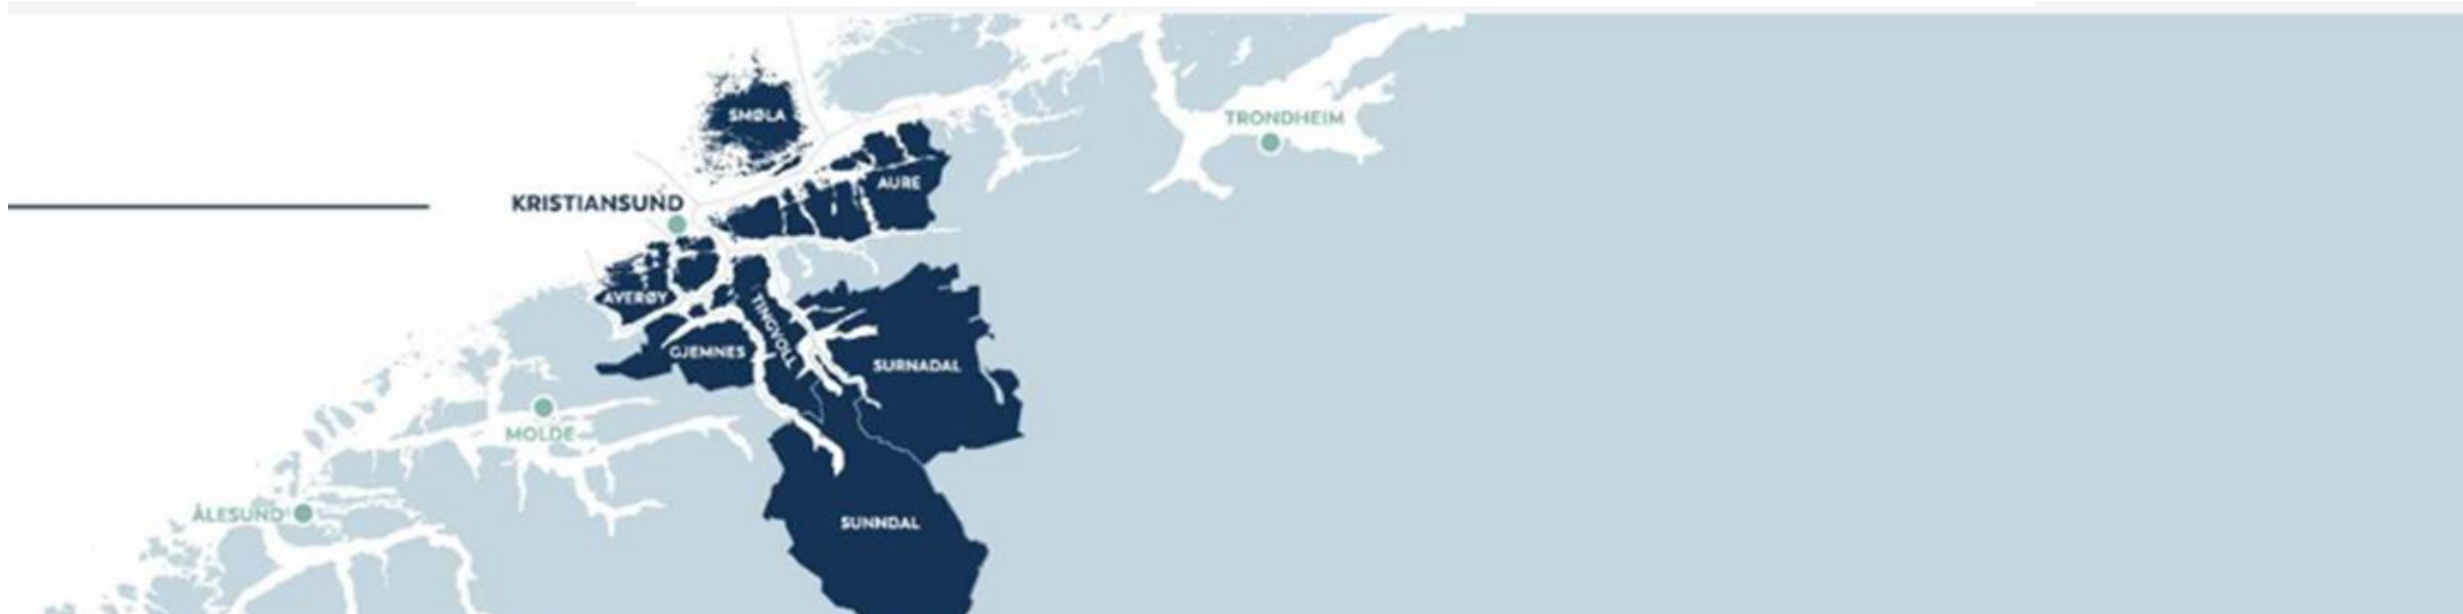 SMØLA
TRONDHEIM
AURE
KRISTIANSUND
AVERØY
TINGVOLL
GJEMNES
SURNADAL
MOLDE
ÅLESUND
SUNNDAL